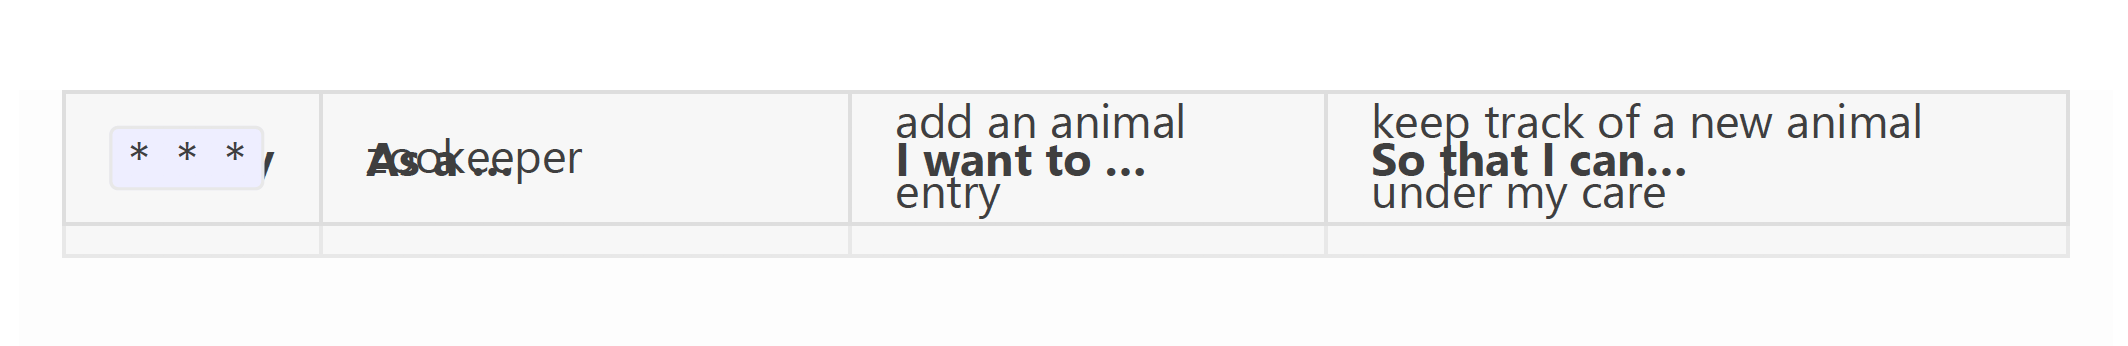 * * *
As a ...
zookeeper
add an animal
I want to ...
entry
keep track of a new animal
So that I can...
under my care